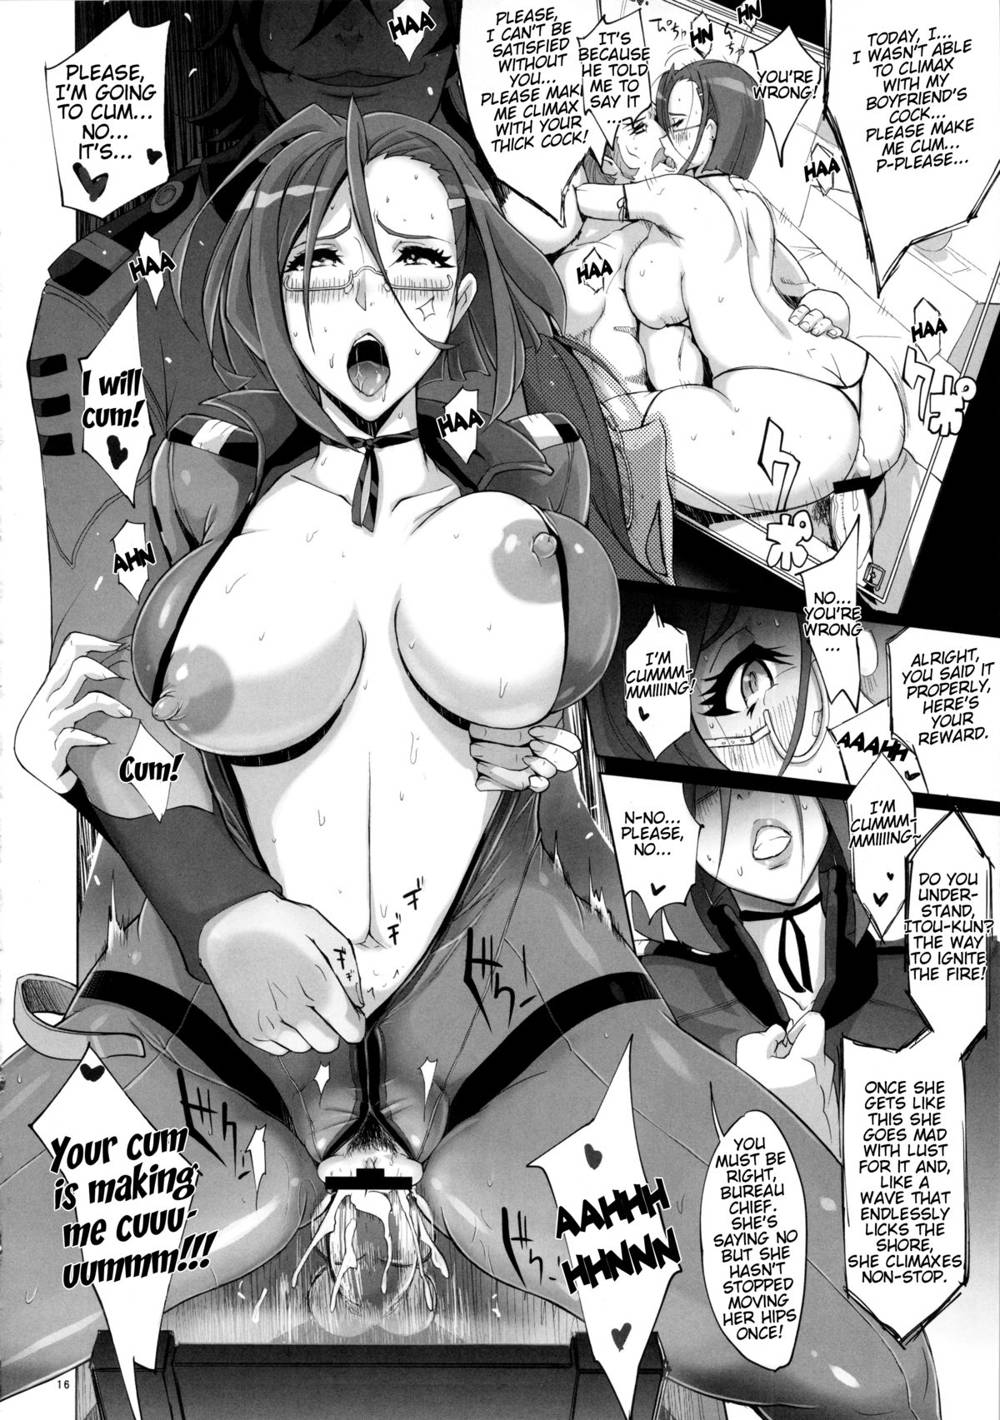 TODAY, I...
I WASN'T ABLE
TO CLIMAX
WITH MY
BOYFRIEND'S
COCK...
PLEASE MAKE
ME CUM...
P-PLEASE...
YOU'RE
WRONG!
IT'S
BECAUSE
HE TOLD
ME TO
SAY IT
...
PLEASE,
I CAN'T BE
SATISFIED
WITHOUT
YOU...
PLEASE MAKE
ME CLIMAX
WITH YOUR
THICK COCK!
HN
HN
HAA
HAA
HAA
グ
ポ
グ
ポ
NO...
YOU'RE
WRONG
...
ALRIGHT,
YOU SAID IT
PROPERLY,
HERE'S
YOUR
REWARD.
I'M
CUMMMM-
MMIIIING!
AAAHH
I'M
CUMMMM-
MMIIIING~
N-NO...
PLEASE,
NO...
DO YOU
UNDER-
STAND,
ITOU-KUN?
THE WAY
TO IGNITE
THE FIRE!
ONCE SHE
GETS LIKE
THIS SHE
GOES MAD
WITH LUST
FOR IT AND,
LIKE A
WAVE THAT
ENDLESSLY
LICKS THE
SHORE,
SHE CLIMAXES
NON-STOP.
YOU
MUST BE
RIGHT,
BUREAU
CHIEF.
SHE'S
SAYING NO
BUT SHE
HASN'T
STOPPED
MOVING
HER HIPS
ONCE!
HAA
PLEASE,
I'M GOING
TO CUM...
NO...
IT'S...
HAA
I will
cum!
HAA
AHN
Cum!
AAHHH
HHNNN
Your cum
is making
me cuuu-
uummm!!!
16